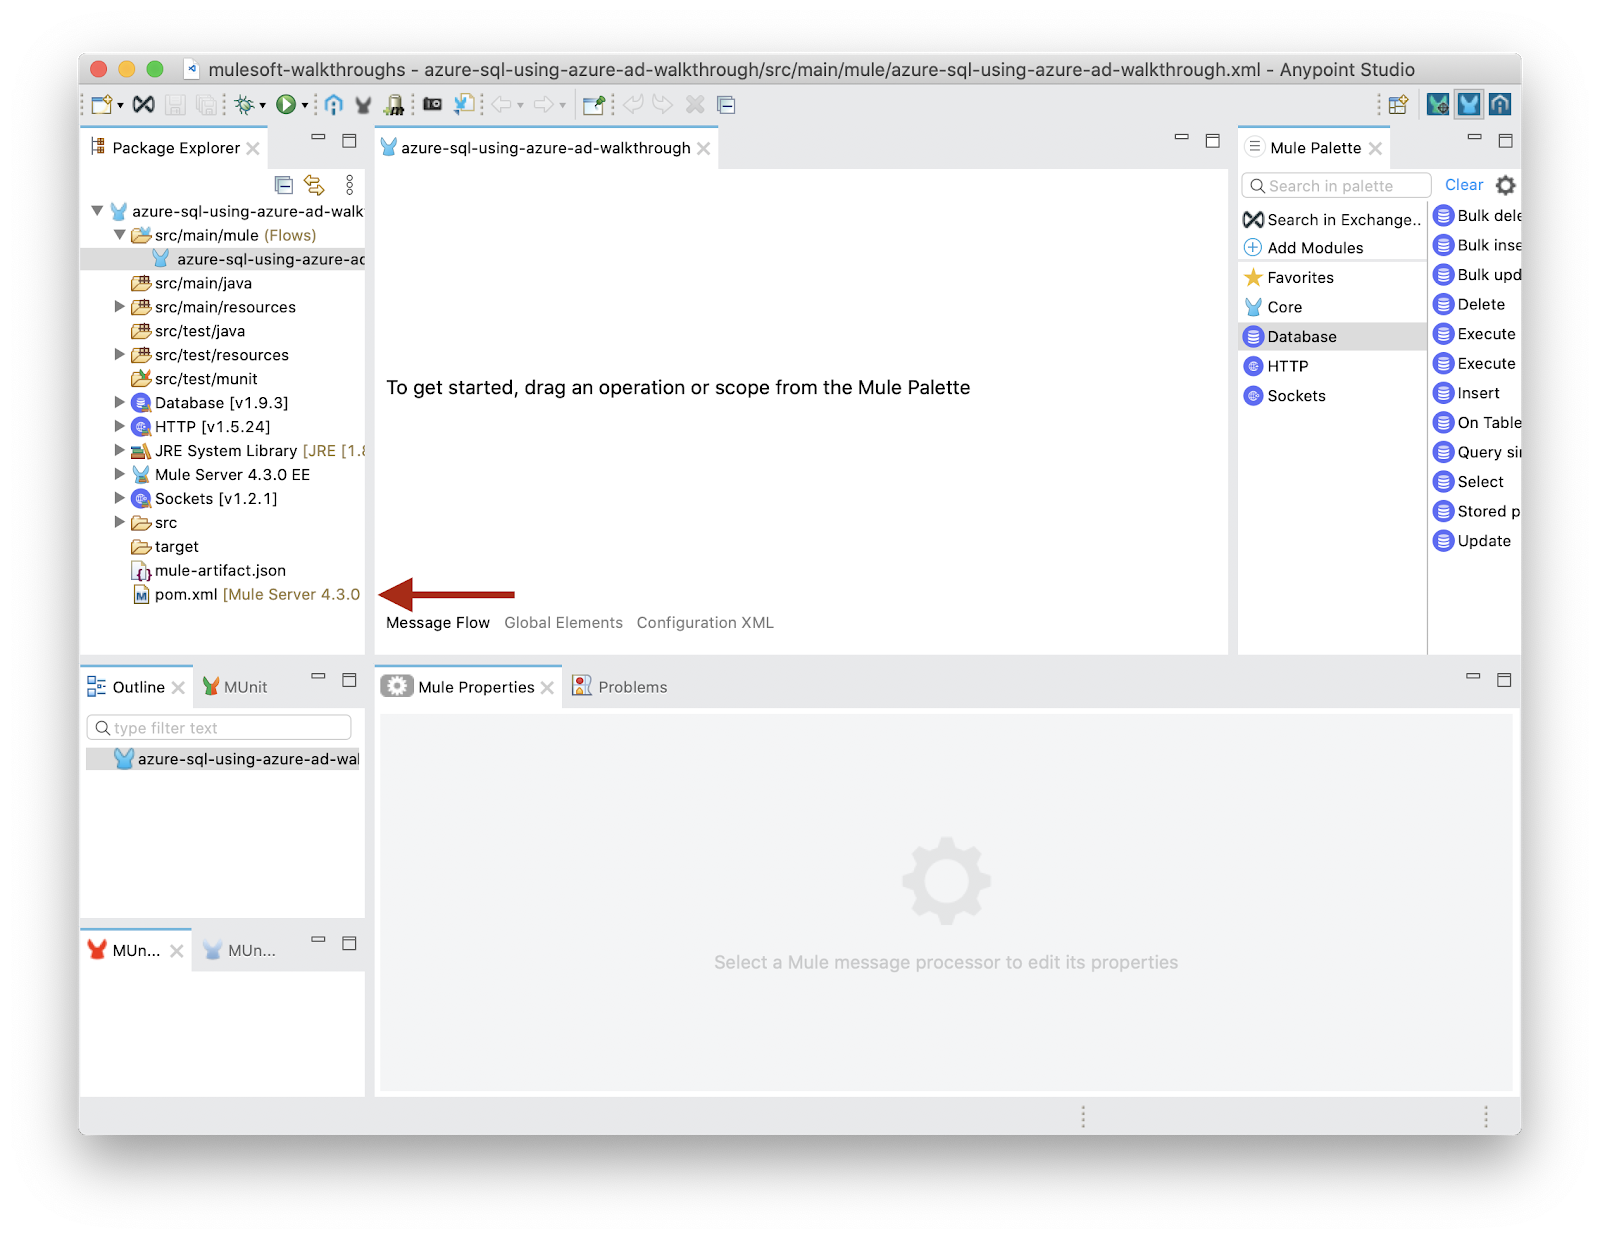 mulesoft-walkthroughs - azure-sql-using-azure-ad-walkthrough/src/main/mule/azure-sql-using-azure-ad-walkthrough.xml - Anypoint Studio
Package Explorer
azure-sql-using-azure-ad-walk
src/main/mule (Flows)
azure-sql-using-azure-ad
src/main/java
src/main/resources
src/test/java
src/test/resources
src/test/munit
Database [v1.9.3]
HTTP [v1.5.24]
JRE System Library [JRE [1.8
Mule Server 4.3.0 EE
Sockets [v1.2.1]
src
target
mule-artifact.json
pom.xml [Mule Server 4.3.0
azure-sql-using-azure-ad-walkthrough
To get started, drag an operation or scope from the Mule Palette
Message Flow Global Elements Configuration XML
Mule Palette
Search in palette Clear
Search in Exchange..
Add Modules
Favorites
Core
Database
HTTP
Sockets
Bulk dele
Bulk inse
Bulk upd
Delete
Execute
Execute
Insert
On Table
Query sin
Select
Stored p
Update
Outline MUnit
type filter text
azure-sql-using-azure-ad-wal
MUn... MUn...
Mule Properties Problems
Select a Mule message processor to edit its properties